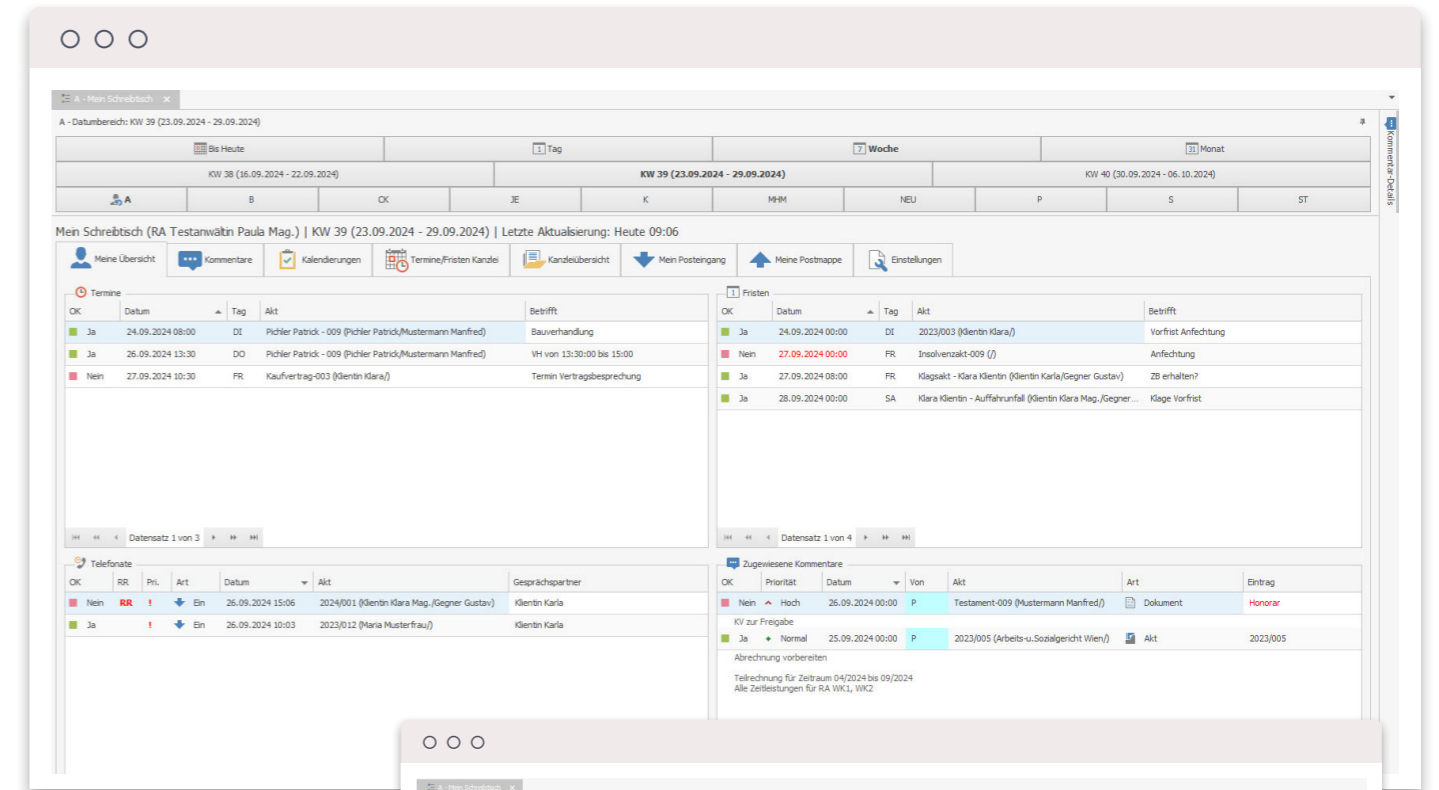 A - Mein Schreibtisch
A - Datumbereich: KW 39 (23.09.2024 - 29.09.2024)
Bis Heute 1 Tag 7 Woche 31 Monat
KW 38 (16.09.2024 - 22.09.2024) KW 39 (23.09.2024 - 29.09.2024) KW 40 (30.09.2024 - 06.10.2024)
A B CK JE K MHM NEU P S ST
Kommentar-Details
Mein Schreibtisch (RA Testanwältin Paula Mag.) | KW 39 (23.09.2024 - 29.09.2024) | Letzte Aktualisierung: Heute 09:06
Meine Übersicht Kommentare Kalendierungen Termine/Fristen Kanzlei Kanzleiübersicht Mein Posteingang Meine Postmappe Einstellungen
Termine
OK Datum Tag Akt Betrifft
Ja 24.09.2024 08:00 DI Pichler Patrick - 009 (Pichler Patrick/Mustermann Manfred) Bauverhandlung
Ja 26.09.2024 13:30 DO Pichler Patrick - 009 (Pichler Patrick/Mustermann Manfred) VH von 13:30:00 bis 15:00
Nein 27.09.2024 10:30 FR Kaufvertrag-003 (Klientin Klara/) Termin Vertragsbesprechung
Datensatz 1 von 3
1 Fristen
OK Datum Tag Akt Betrifft
Ja 24.09.2024 00:00 DI 2023/003 (Klientin Klara/) Vorfrist Anfechtung
Nein 27.09.2024 00:00 FR Insolvenzakt-009 (/) Anfechtung
Ja 27.09.2024 08:00 FR Klagsakt - Klara Klientin (Klientin Karla/Gegner Gustav) ZB erhalten?
Ja 28.09.2024 00:00 SA Klara Klientin - Auffahrunfall (Klientin Klara Mag./Gegner... Klage Vorfrist
Datensatz 1 von 4
Telefonate
OK RR Pri. Art Datum Akt Gesprächspartner
Nein RR ! Ein 26.09.2024 15:06 2024/001 (Klientin Klara Mag./Gegner Gustav) Klientin Karla
Ja ! Ein 26.09.2024 10:03 2023/012 (Maria Musterfrau/) Klientin Karla
Zugewiesene Kommentare
OK Priorität Datum Von Akt Art Eintrag
Nein Hoch 26.09.2024 00:00 P Testament-009 (Mustermann Manfred/) Dokument Honorar
KV zur Freigabe
Ja Normal 25.09.2024 00:00 P 2023/005 (Arbeits-u.Sozialgericht Wien/) Akt 2023/005
Abrechnung vorbereiten
Teilrechnung für Zeitraum 04/2024 bis 09/2024
Alle Zeitleistungen für RA WK1, WK2
A - Mein Schreibtisch